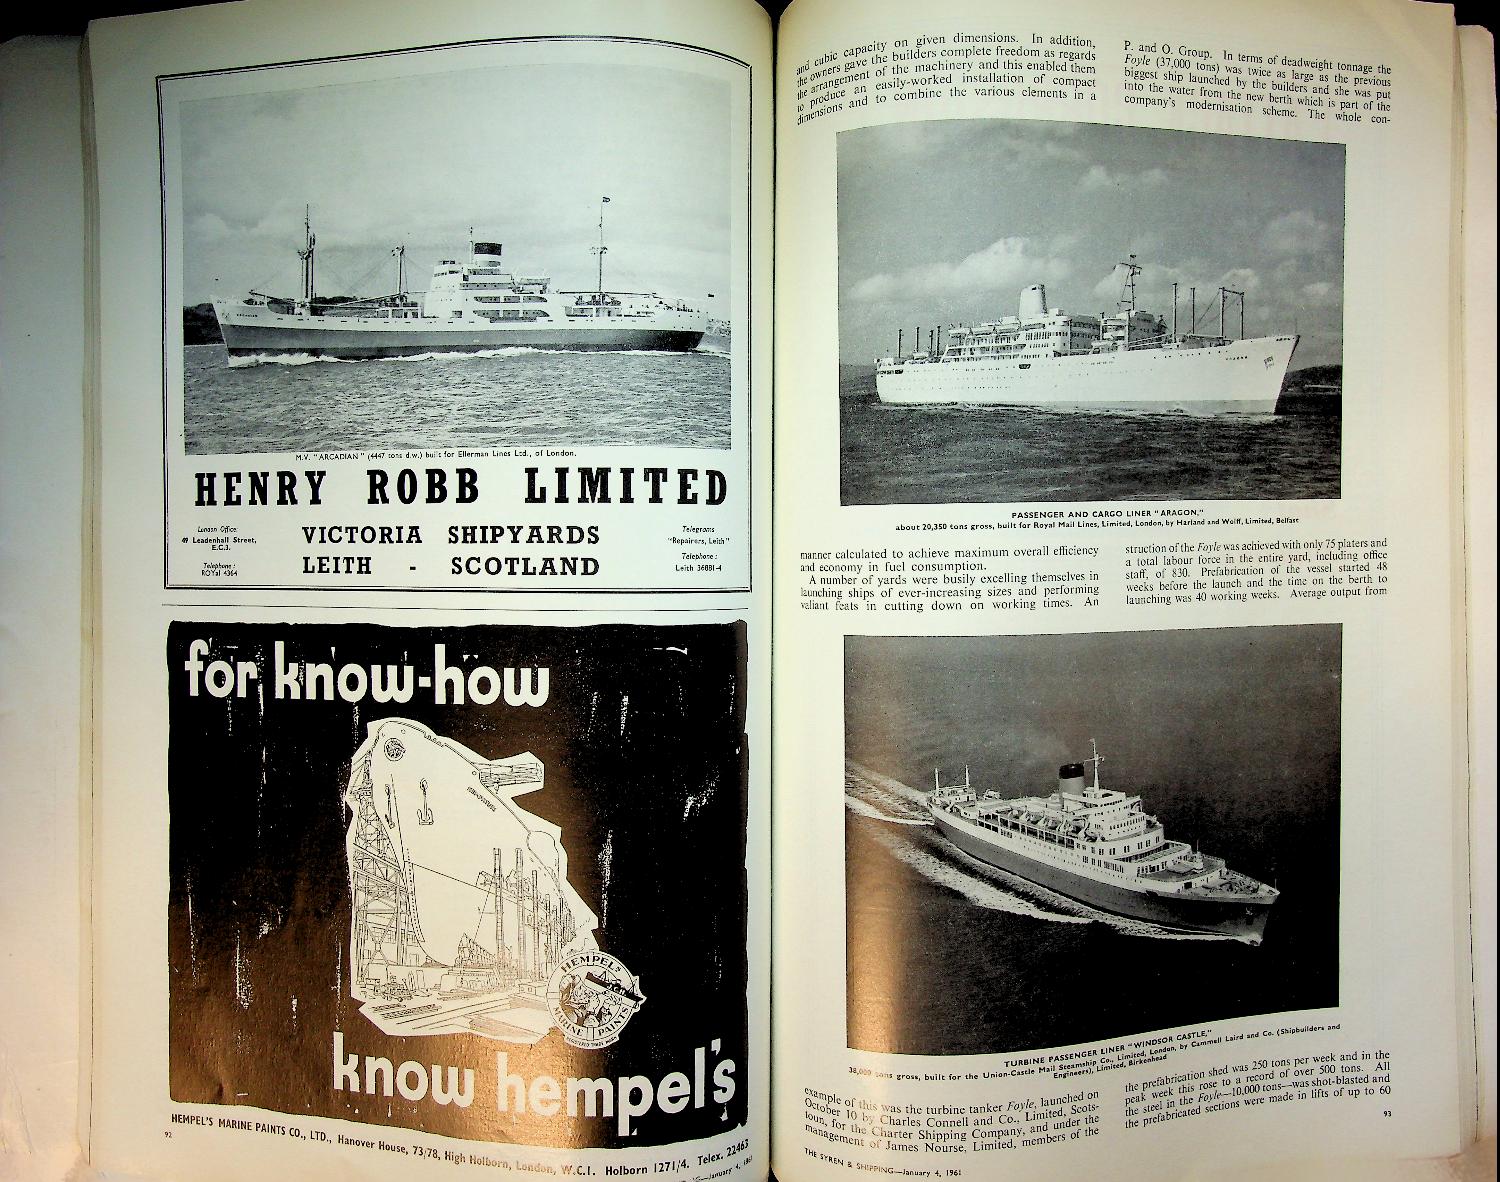 M.V. "ARCADIAN" (4447 tons d.w.) built for Ellerman Lines Ltd., of London.
HENRY ROBB LIMITED
London Office:
49 Leadenhall Street,
E.C.3.
Telephone:
ROYal 4364
VICTORIA SHIPYARDS
LEITH - SCOTLAND
Telegrams
"Repairers, Leith"
Telephone:
Leith 36881-4
for know-how
HEMPEL'S
MARINE PAINTS
REGISTERED TRADE MARK
know hempel's
HEMPEL'S MARINE PAINTS CO., LTD., Hanover House, 73/78, High Holborn, London, W.C.1. Holborn 1271/4. Telex. 22463
92
January 4, 1961
and cubic capacity on given dimensions. In addition,
the owners gave the builders complete freedom as regards
the arrangement of the machinery and this enabled them
to produce an easily-worked installation of compact
dimensions and to combine the various elements in a
P. and O. Group. In terms of deadweight tonnage the
Foyle (37,000 tons) was twice as large as the previous
biggest ship launched by the builders and she was put
into the water from the new berth which is part of the
company's modernisation scheme. The whole con-
PASSENGER AND CARGO LINER "ARAGON,"
about 20,350 tons gross, built for Royal Mail Lines, Limited, London, by Harland and Wolff, Limited, Belfast
manner calculated to achieve maximum overall efficiency
and economy in fuel consumption.
A number of yards were busily excelling themselves in
launching ships of ever-increasing sizes and performing
valiant feats in cutting down on working times. An
struction of the Foyle was achieved with only 75 platers and
a total labour force in the entire yard, including office
staff, of 830. Prefabrication of the vessel started 48
weeks before the launch and the time on the berth to
launching was 40 working weeks. Average output from
TURBINE PASSENGER LINER "WINDSOR CASTLE,"
38,000 tons gross, built for the Union-Castle Mail Steamship Co., Limited, London, by Cammell Laird and Co. (Shipbuilders and
Engineers), Limited, Birkenhead
example of this was the turbine tanker Foyle, launched on
October 10 by Charles Connell and Co., Limited, Scots-
toun, for the Charter Shipping Company, and under the
management of James Nourse, Limited, members of the
the prefabrication shed was 250 tons per week and in the
peak week this rose to a record of over 500 tons. All
the steel in the Foyle—10,000 tons—was shot-blasted and
the prefabricated sections were made in lifts of up to 60
93
THE SYREN & SHIPPING—January 4, 1961